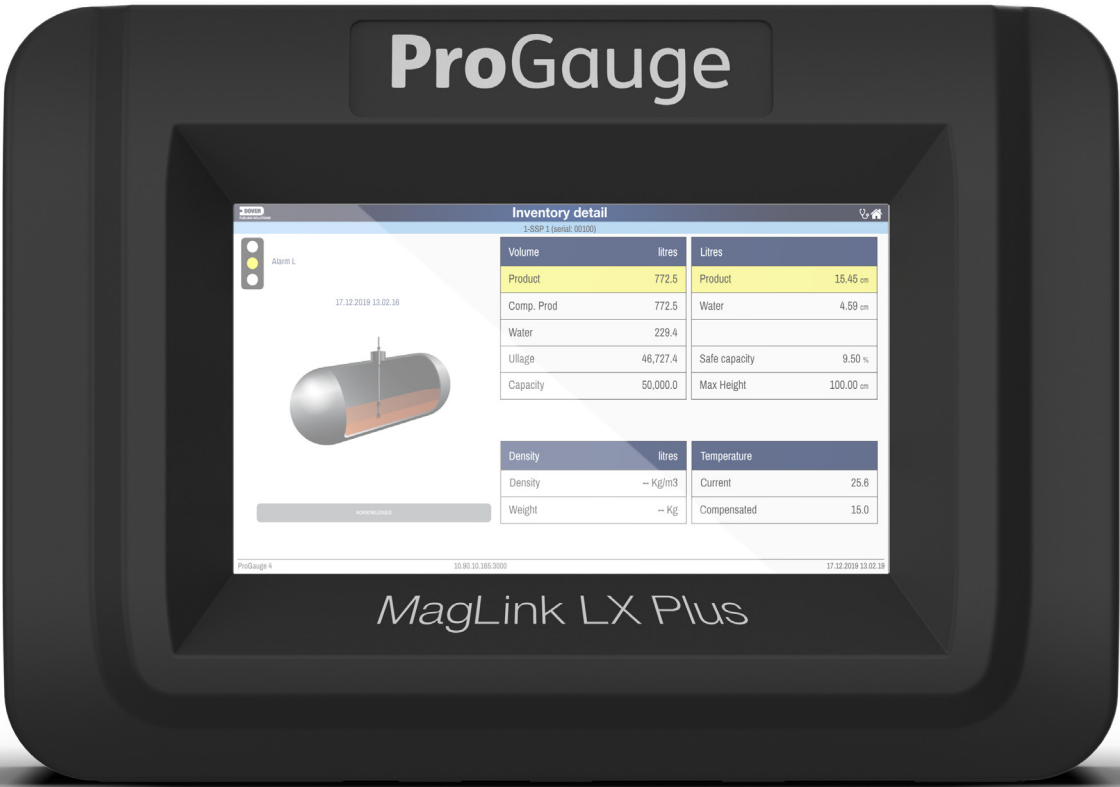 ProGauge
DOVER
Inventory detail
1-SSP 1 (serial: 00100)
Alarm L
17.12.2019 13.02.16
Volume litres
Product 772.5
Comp. Prod 772.5
Water 229.4
Ullage 46,727.4
Capacity 50,000.0
Litres
Product 15.45 cm
Water 4.59 cm
Safe capacity 9.50 %
Max Height 100.00 cm
Density litres
Density -- Kg/m3
Weight -- Kg
Temperature
Current 25.6
Compensated 15.0
ProGauge 4 10.90.10.165:3000 17.12.2019 13.02.19
MagLink LX Plus